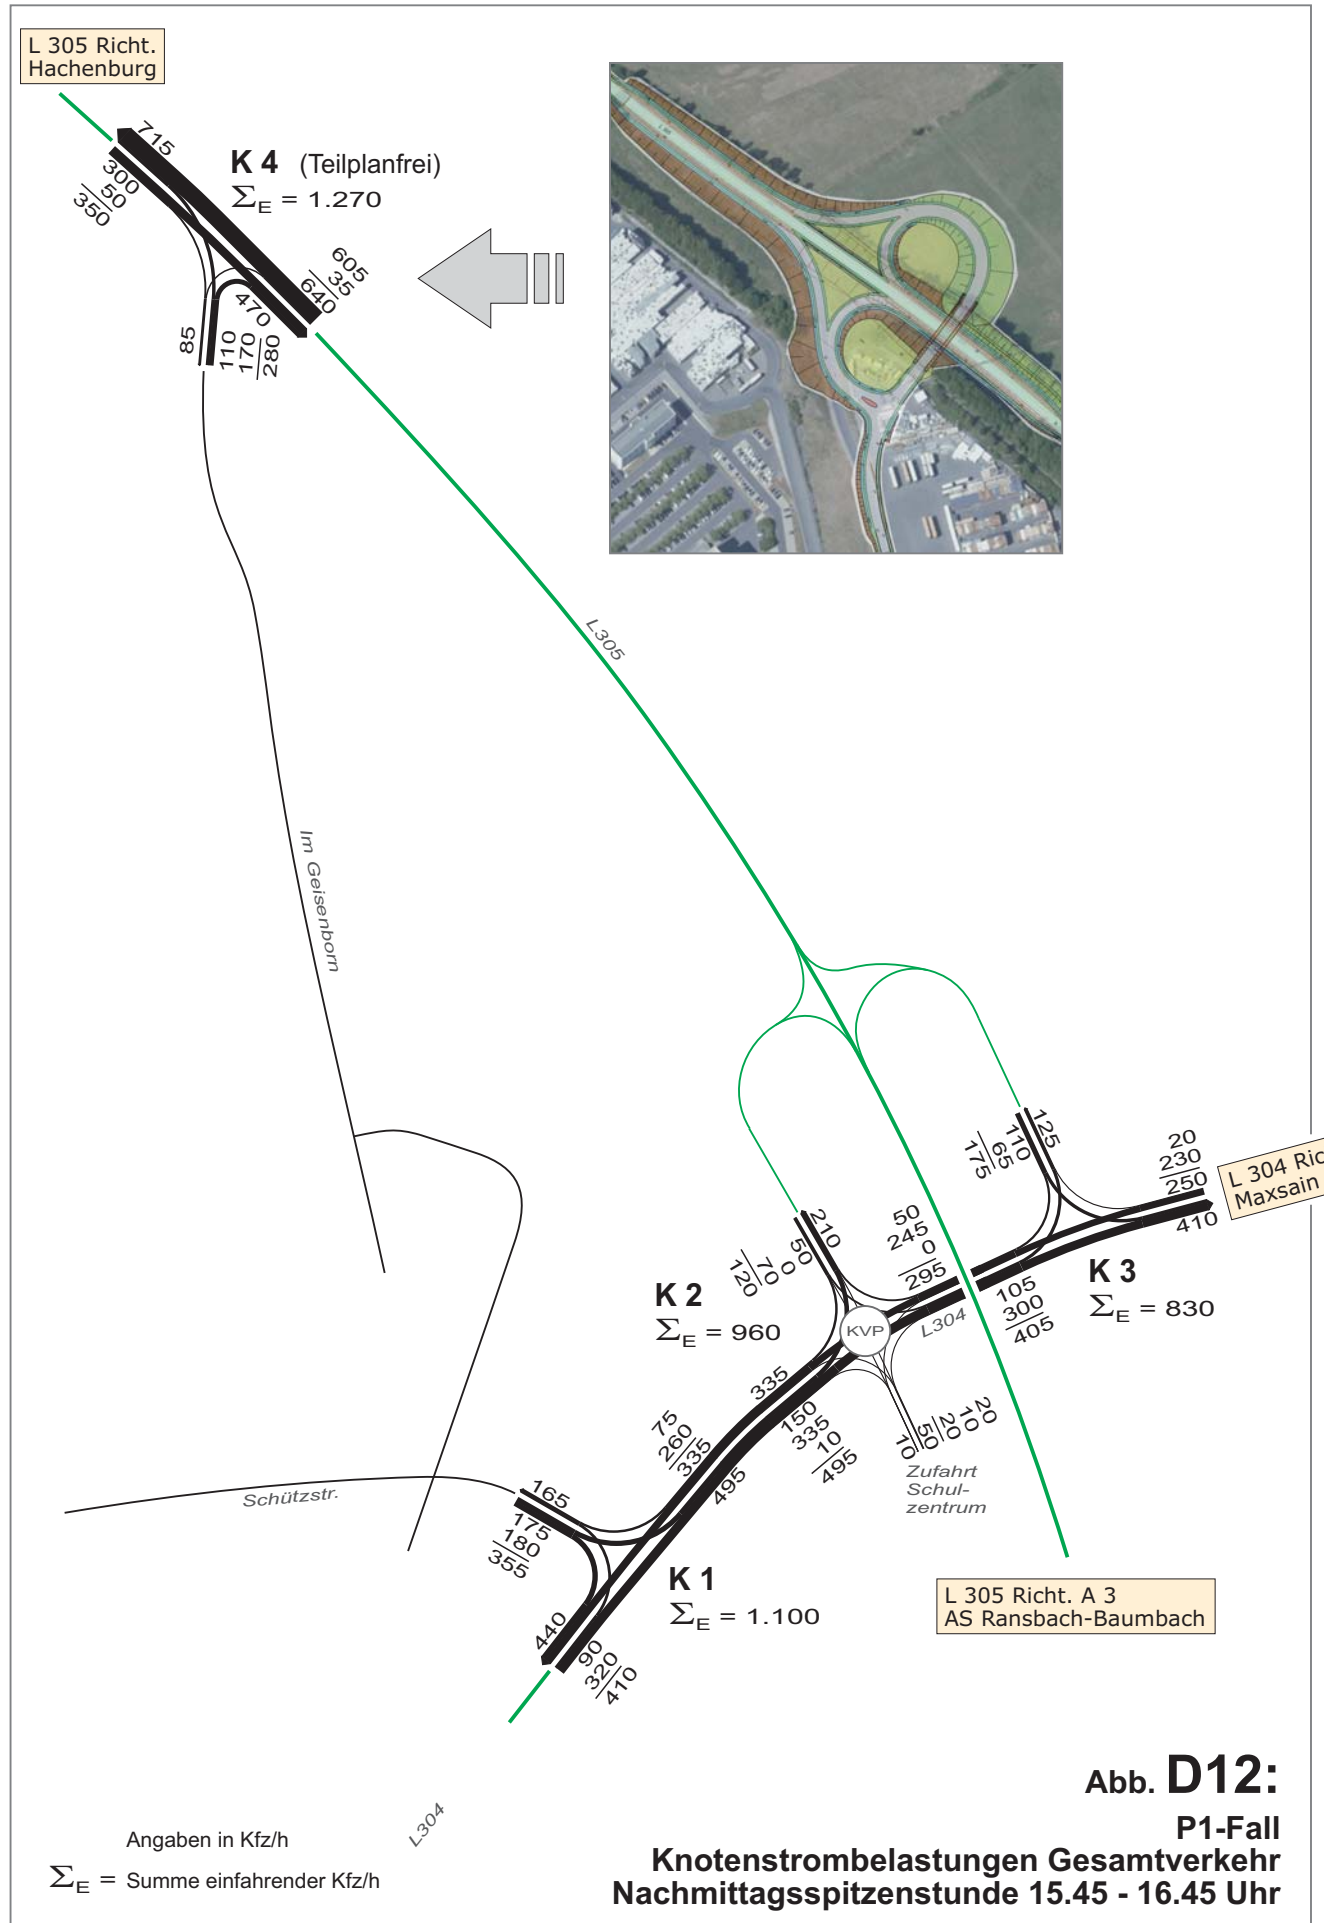 L 305 Richt.
Hachenburg
715
300
50
350
K 4 (Teilplanfrei)
ΣE = 1.270
605
35
640
470
85
110
170
280
L305
Im Geisenborn
125
110
65
175
20
230
250
410
L 304 Ric
Maxsain
K 3
ΣE = 830
105
300
405
50
245
0
295
210
50
0
70
120
K 2
ΣE = 960
KVP
L304
335
150
335
10
495
75
260
335
495
10
50
20
10
20
Zufahrt
Schul-
zentrum
Schützstr.
165
175
180
355
K 1
ΣE = 1.100
440
90
320
410
L 305 Richt. A 3
AS Ransbach-Baumbach
L304
Abb. D12:
P1-Fall
Knotenstrombelastungen Gesamtverkehr
Nachmittagsspitzenstunde 15.45 - 16.45 Uhr
Angaben in Kfz/h
ΣE = Summe einfahrender Kfz/h